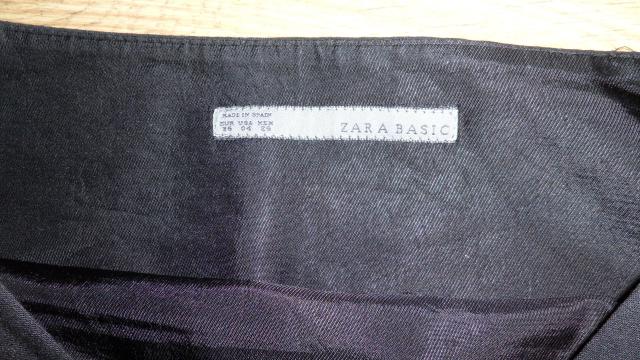 MADE IN SPAIN
EUR USA MEX
36 04 26
ZARA BASIC